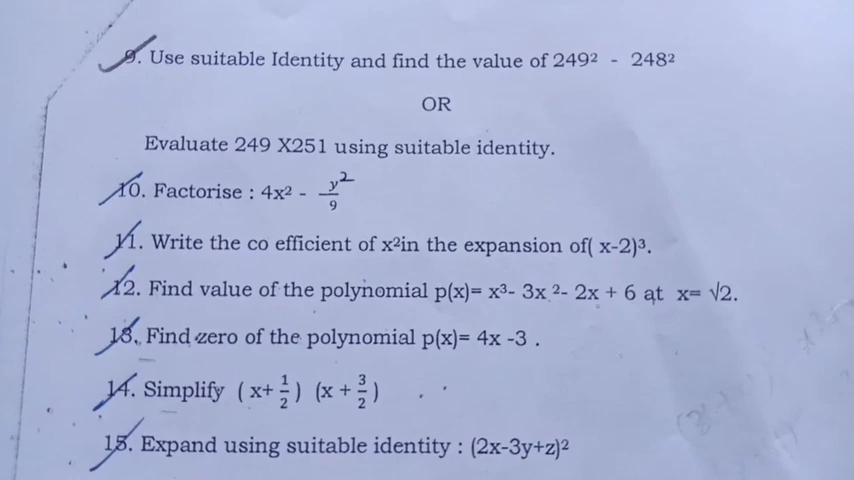 9. Use suitable Identity and find the value of 249² - 248²
OR
Evaluate 249 X251 using suitable identity.
10. Factorise : 4x² - y²/9
11. Write the co efficient of x²in the expansion of( x-2)³.
12. Find value of the polynomial p(x)= x³- 3x ²- 2x + 6 at x= √2.
13. Find zero of the polynomial p(x)= 4x -3 .
14. Simplify ( x+ 1/2 ) (x + 3/2 )
15. Expand using suitable identity : (2x-3y+z)²